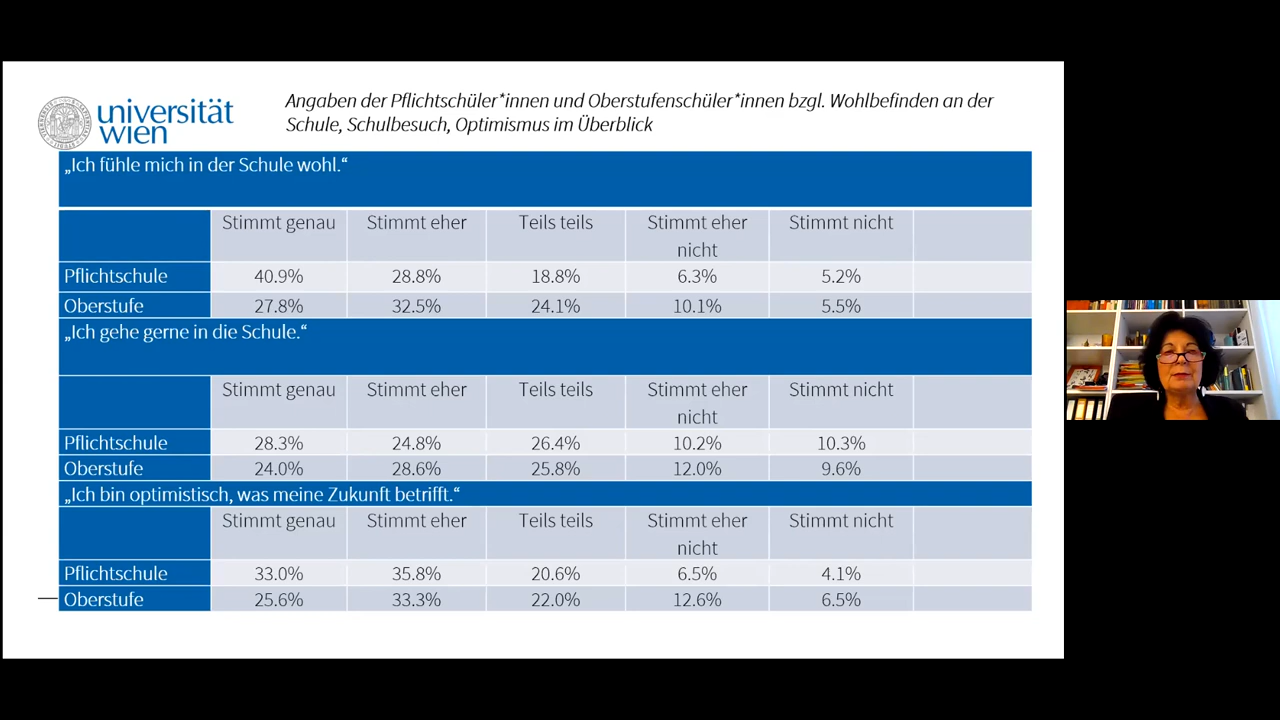 universität
wien
Angaben der Pflichtschüler*innen und Oberstufenschüler*innen bzgl. Wohlbefinden an der
Schule, Schulbesuch, Optimismus im Überblick
„Ich fühle mich in der Schule wohl.“
Stimmt genau Stimmt eher Teils teils Stimmt eher nicht Stimmt nicht
Pflichtschule 40.9% 28.8% 18.8% 6.3% 5.2%
Oberstufe 27.8% 32.5% 24.1% 10.1% 5.5%
„Ich gehe gerne in die Schule.“
Stimmt genau Stimmt eher Teils teils Stimmt eher nicht Stimmt nicht
Pflichtschule 28.3% 24.8% 26.4% 10.2% 10.3%
Oberstufe 24.0% 28.6% 25.8% 12.0% 9.6%
„Ich bin optimistisch, was meine Zukunft betrifft.“
Stimmt genau Stimmt eher Teils teils Stimmt eher nicht Stimmt nicht
Pflichtschule 33.0% 35.8% 20.6% 6.5% 4.1%
Oberstufe 25.6% 33.3% 22.0% 12.6% 6.5%